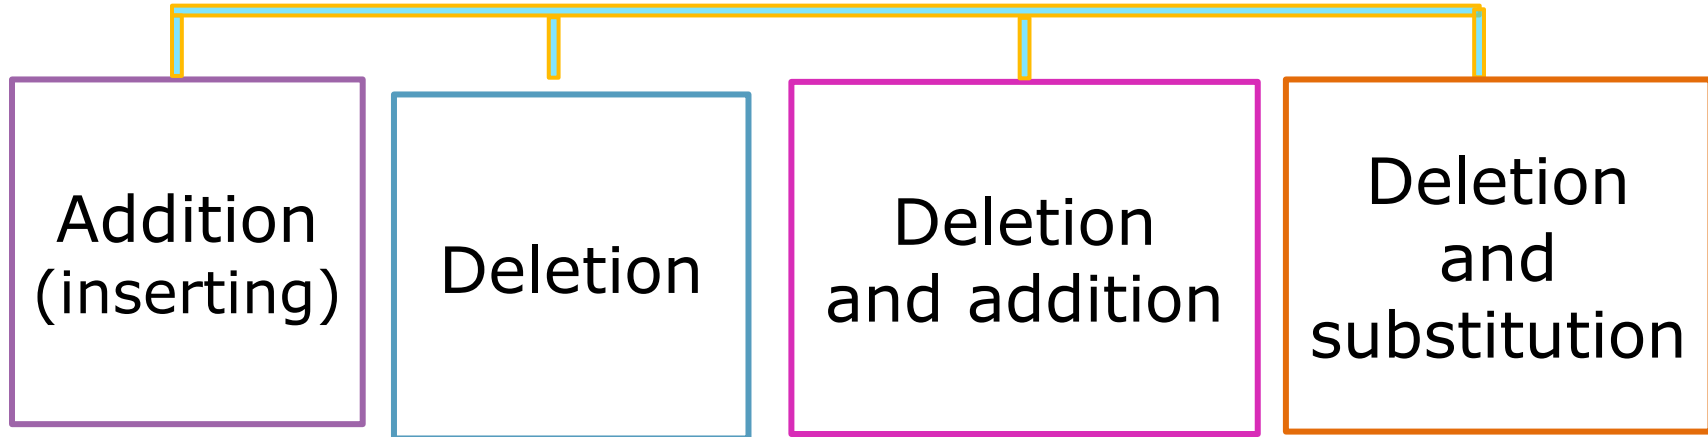 Addition
(inserting)
Deletion
Deletion
and addition
Deletion
and
substitution